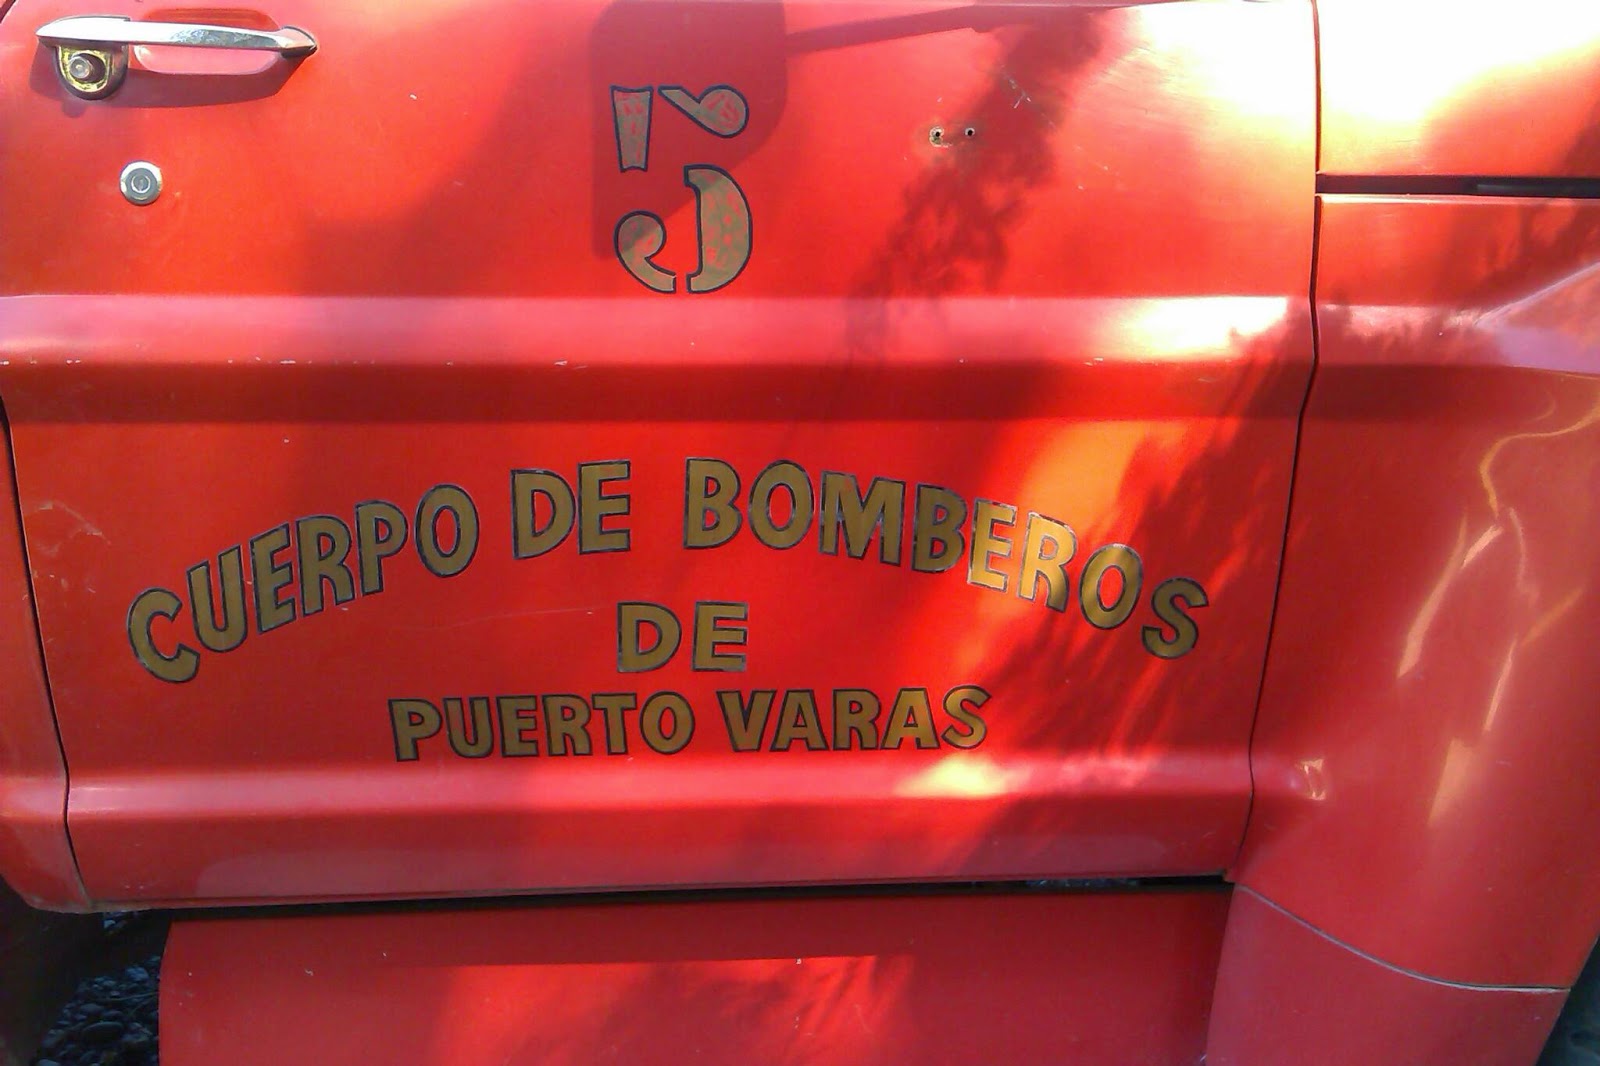 5
CUERPO DE BOMBEROS
DE
PUERTO VARAS